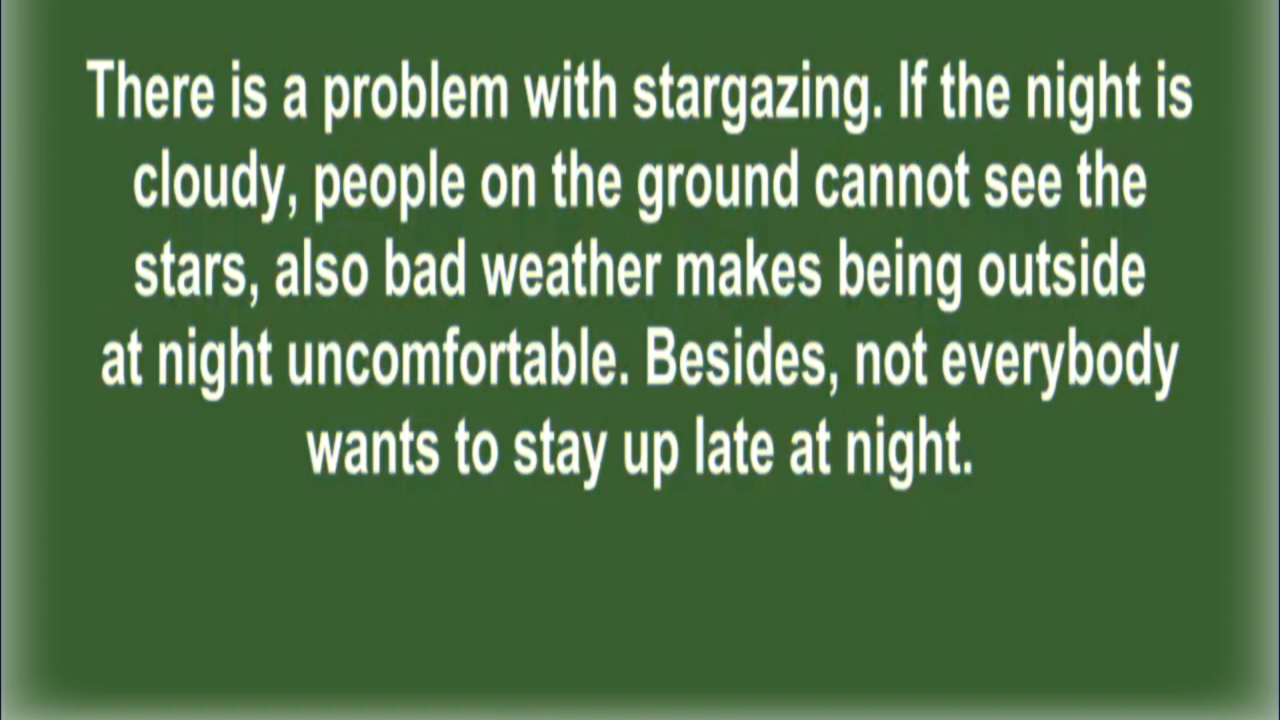 There is a problem with stargazing. If the night is
cloudy, people on the ground cannot see the
stars, also bad weather makes being outside
at night uncomfortable. Besides, not everybody
wants to stay up late at night.